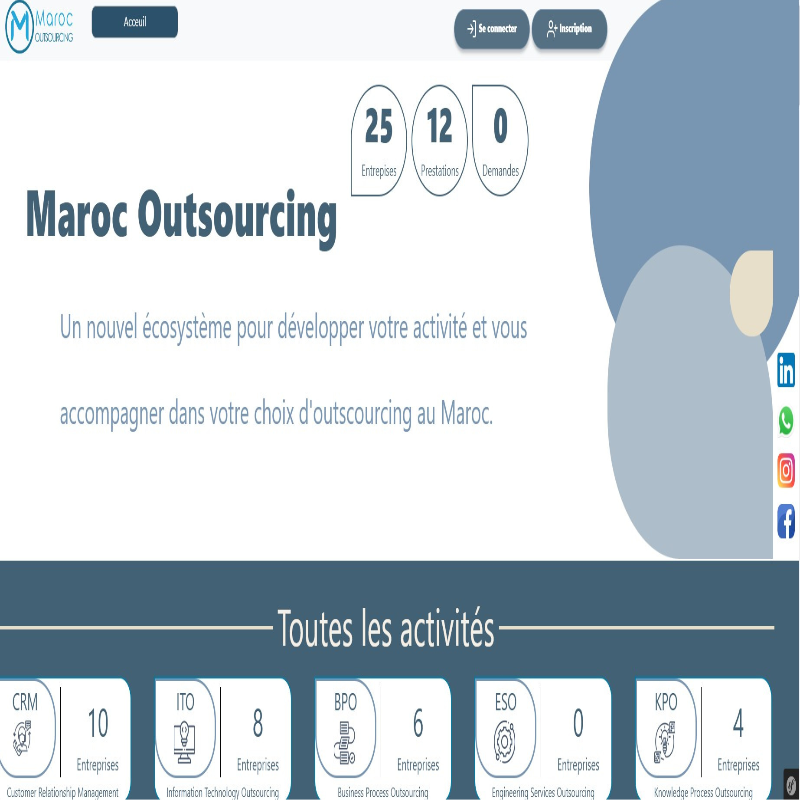 Maroc
OUTSOURCING
Acceuil
Se connecter
Inscription
25
Entrepises
12
Prestations
0
Demandes
Maroc Outsourcing
Un nouvel écosystème pour développer votre activité et vous
accompagner dans votre choix d'outscourcing au Maroc.
Toutes les activités
CRM
10
Entreprises
Customer Relationship Management
ITO
8
Entreprises
Information Technology Outsourcing
BPO
6
Entreprises
Business Process Outsourcing
ESO
0
Entreprises
Engineering Services Outsourcing
KPO
4
Entreprises
Knowledge Process Outsourcing